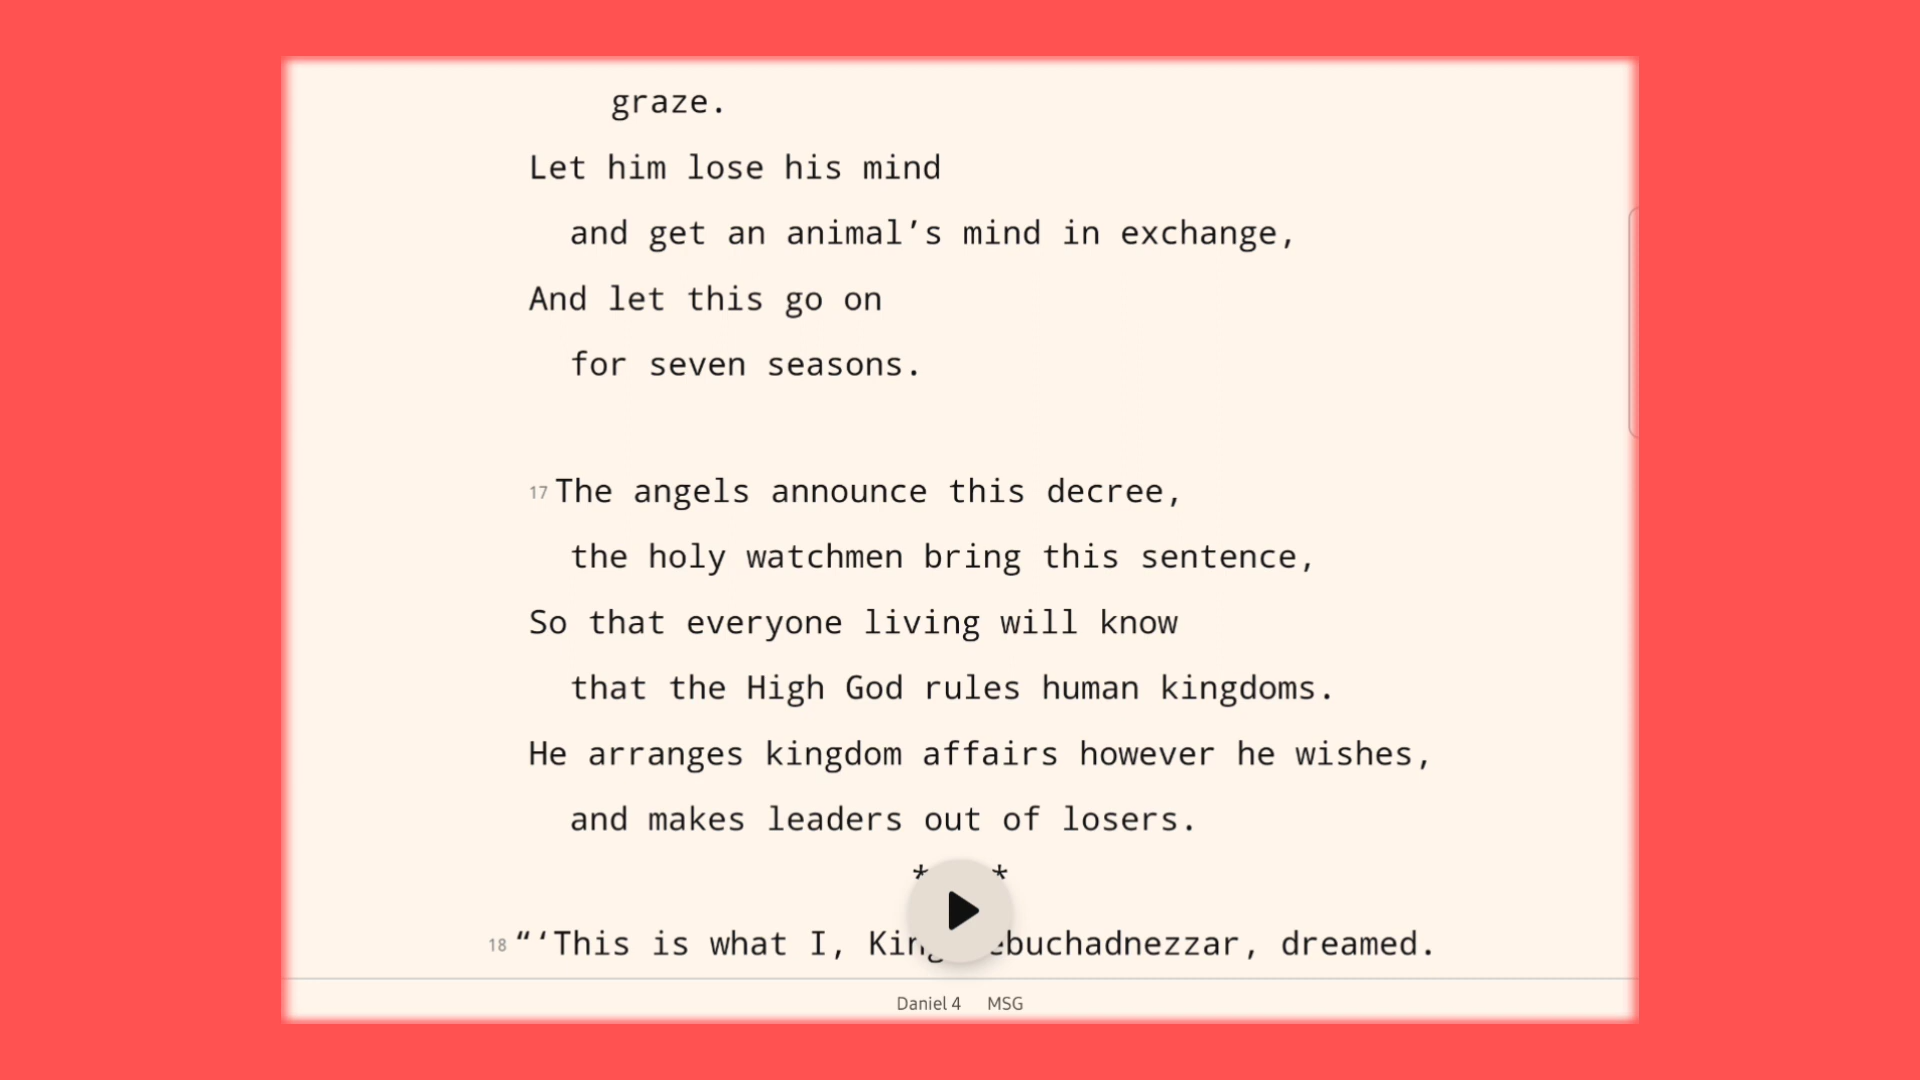 graze.
Let him lose his mind
and get an animal’s mind in exchange,
And let this go on
for seven seasons.
17 The angels announce this decree,
the holy watchmen bring this sentence,
So that everyone living will know
that the High God rules human kingdoms.
He arranges kingdom affairs however he wishes,
and makes leaders out of losers.
* *
18 “‘This is what I, King ebuchadnezzar, dreamed.
Daniel 4 MSG